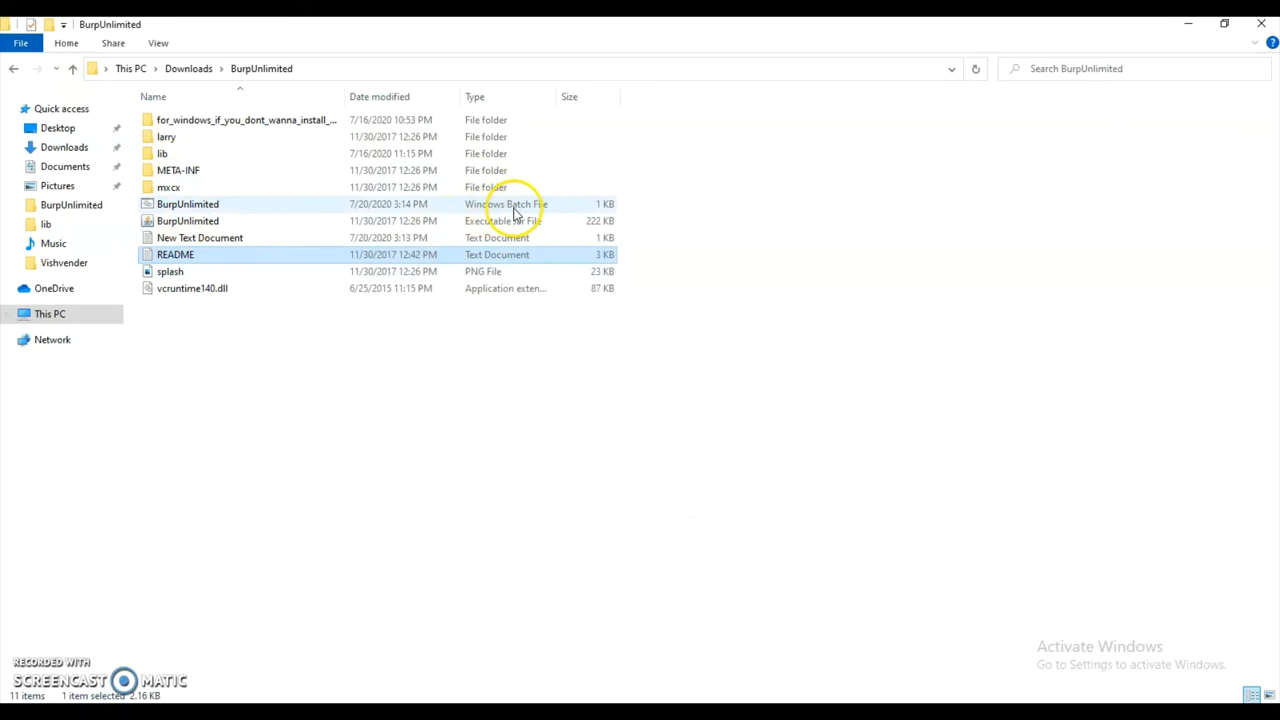 BurpUnlimited
File Home Share View
This PC Downloads BurpUnlimited Search BurpUnlimited
Name Date modified Type Size
Quick access
Desktop
Downloads
Documents
Pictures
BurpUnlimited
lib
Music
Vishvender
OneDrive
This PC
Network
for_windows_if_you_dont_wanna_install_... 7/16/2020 10:53 PM File folder
larry 11/30/2017 12:26 PM File folder
lib 7/16/2020 11:15 PM File folder
META-INF 11/30/2017 12:26 PM File folder
mxcx 11/30/2017 12:26 PM File folder
BurpUnlimited 7/20/2020 3:14 PM Windows Batch File 1 KB
BurpUnlimited 11/30/2017 12:26 PM Executable Jar File 222 KB
New Text Document 7/20/2020 3:13 PM Text Document 1 KB
README 11/30/2017 12:42 PM Text Document 3 KB
splash 11/30/2017 12:26 PM PNG File 23 KB
vcruntime140.dll 6/25/2015 11:15 PM Application exten... 87 KB
Activate Windows
Go to Settings to activate Windows.
RECORDED WITH
SCREENCAST MATIC
11 items 1 item selected 2.16 KB